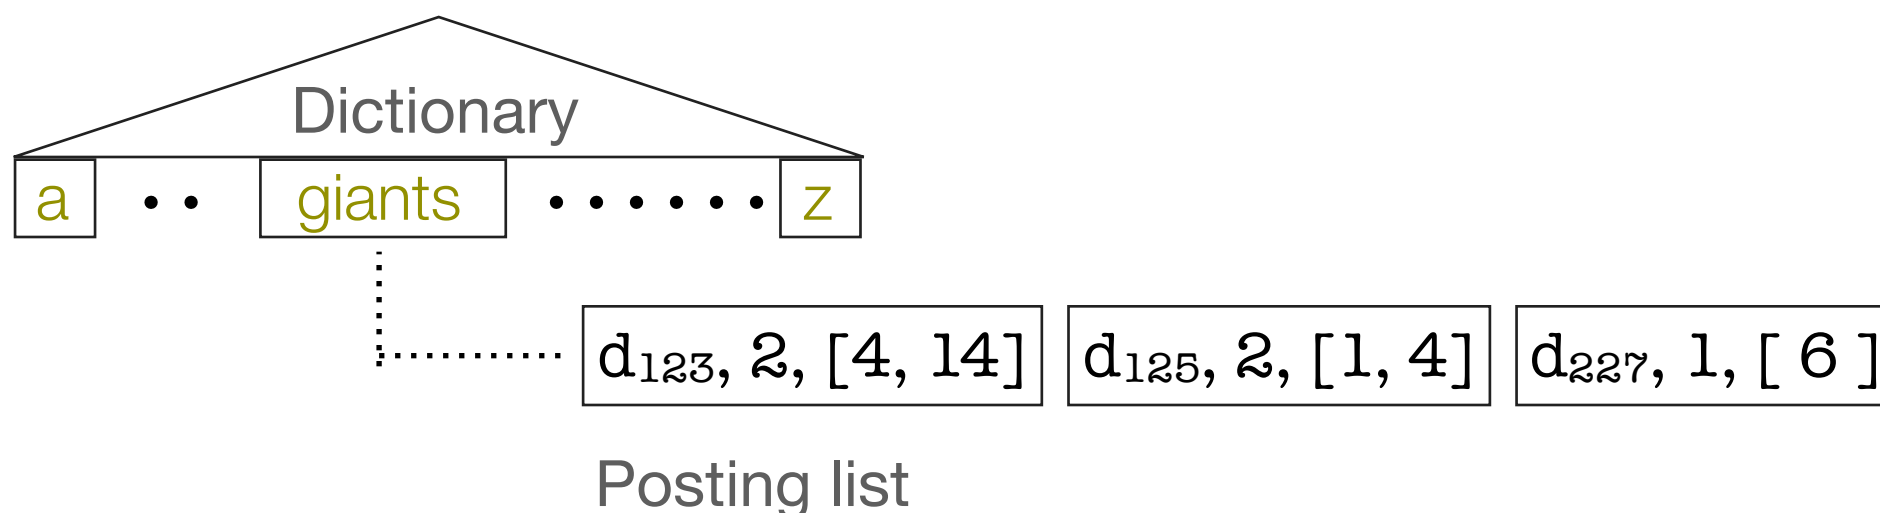 Dictionary
a giants z
d₁₂₃, 2, [4, 14] d₁₂₅, 2, [1, 4] d₂₂₇, 1, [ 6 ]
Posting list